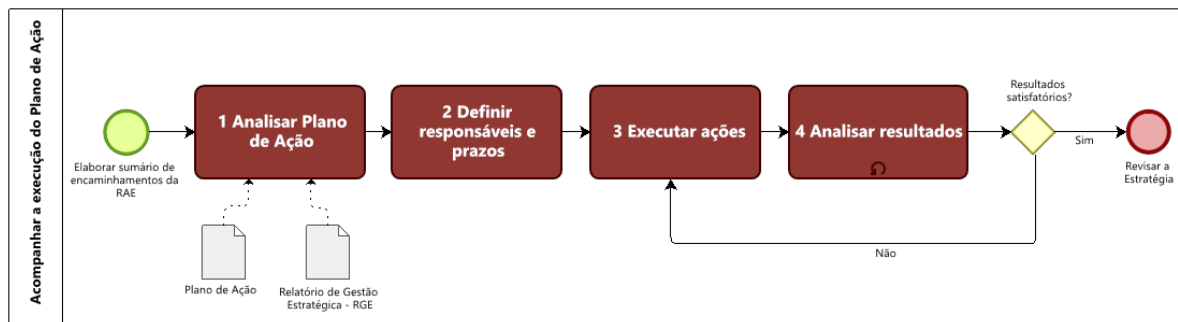 Acompanhar a execução do Plano de Ação
Elaborar sumário de
encaminhamentos da
RAE
1 Analisar Plano
de Ação
Plano de Ação
Relatório de Gestão
Estratégica - RGE
2 Definir
responsáveis e
prazos
3 Executar ações
4 Analisar resultados
Resultados
satisfatórios?
Sim
Não
Revisar a
Estratégia